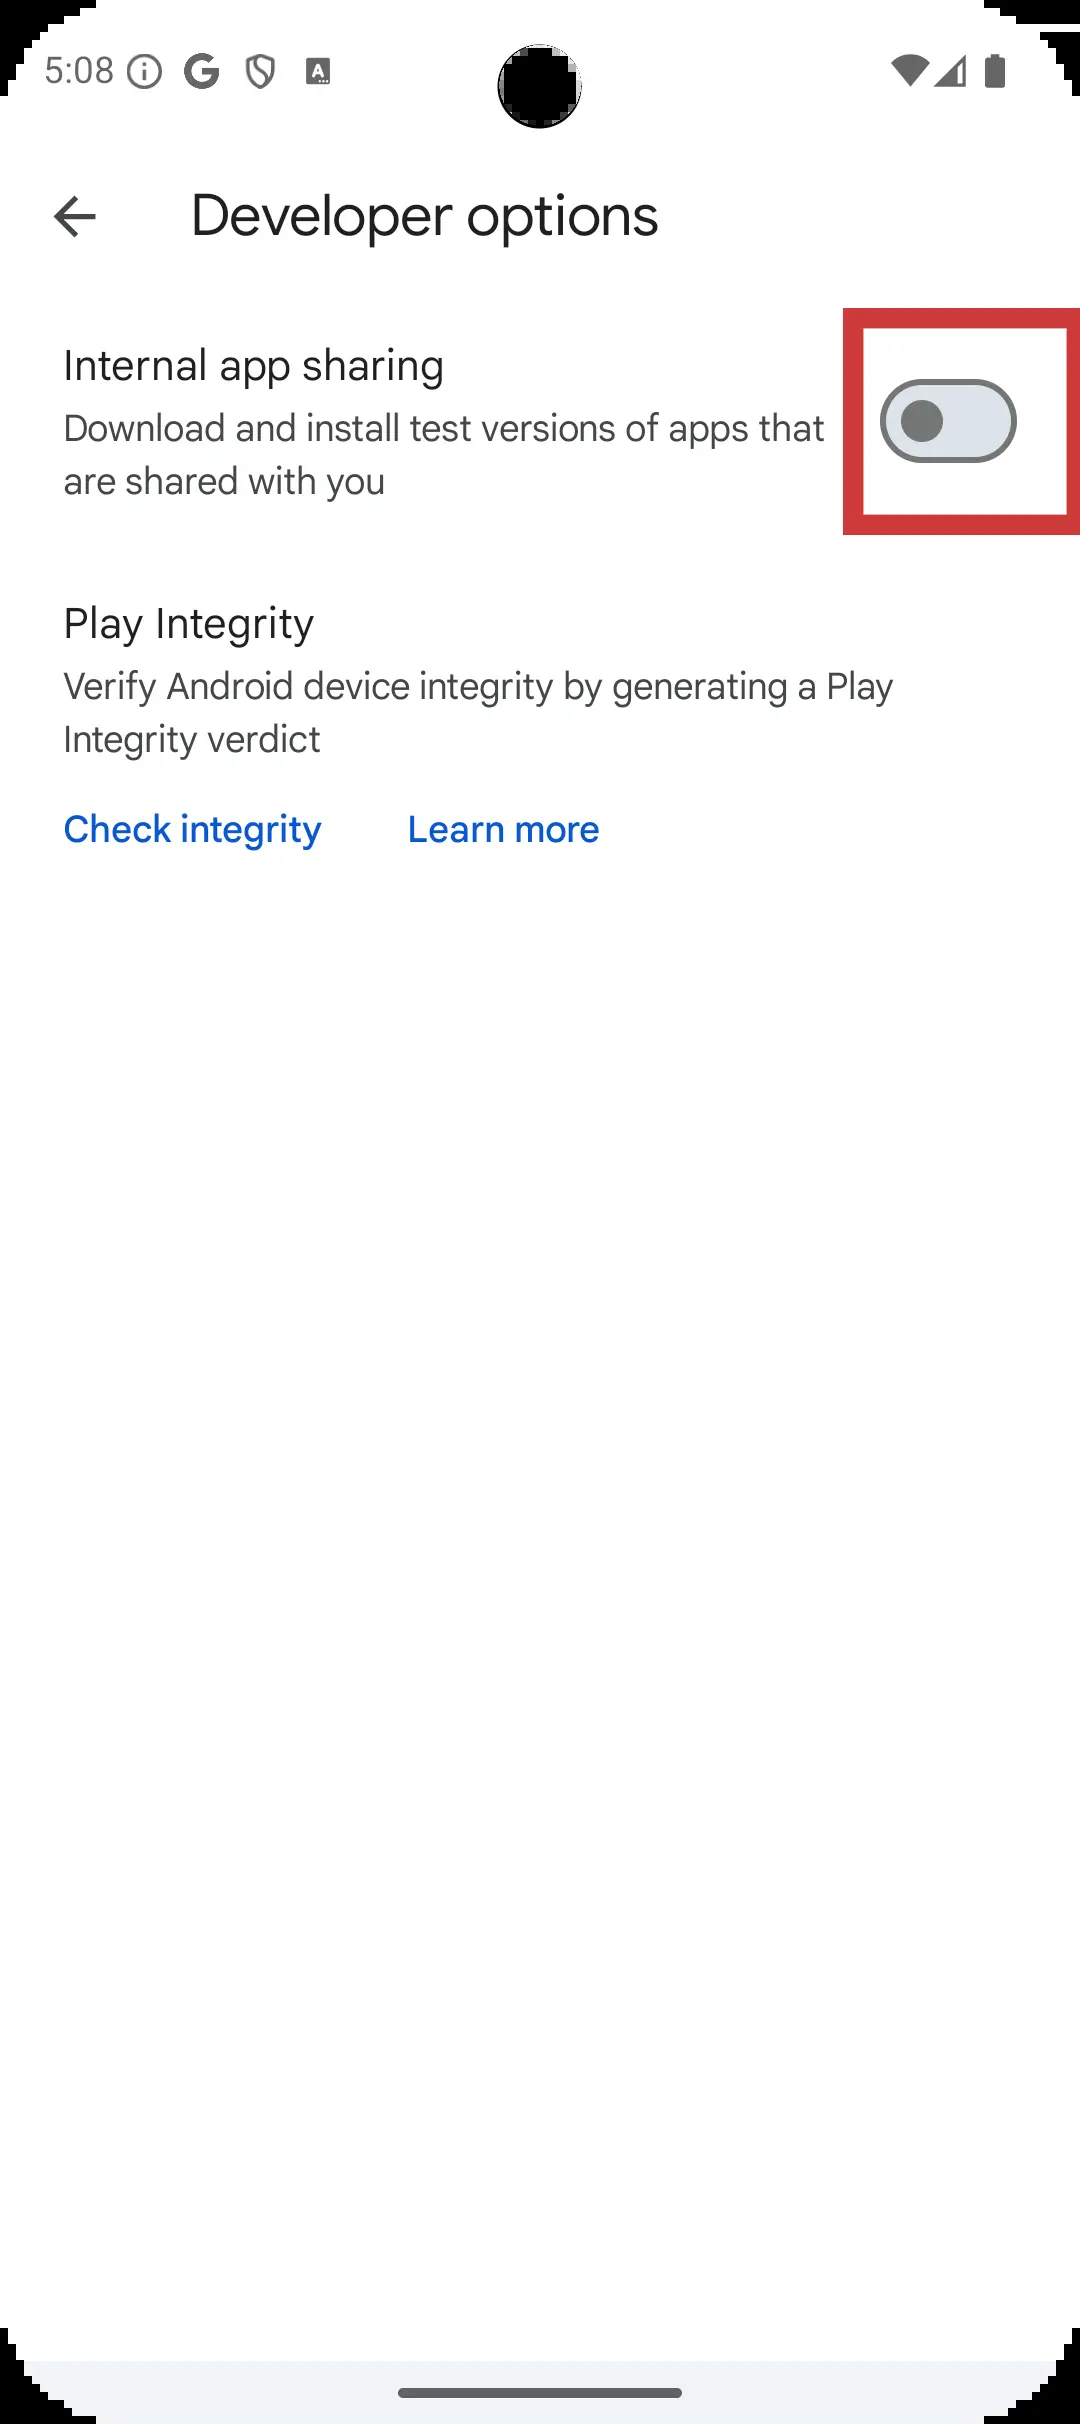 5:08
Developer options
Internal app sharing
Download and install test versions of apps that
are shared with you
Play Integrity
Verify Android device integrity by generating a Play
Integrity verdict
Check integrity Learn more